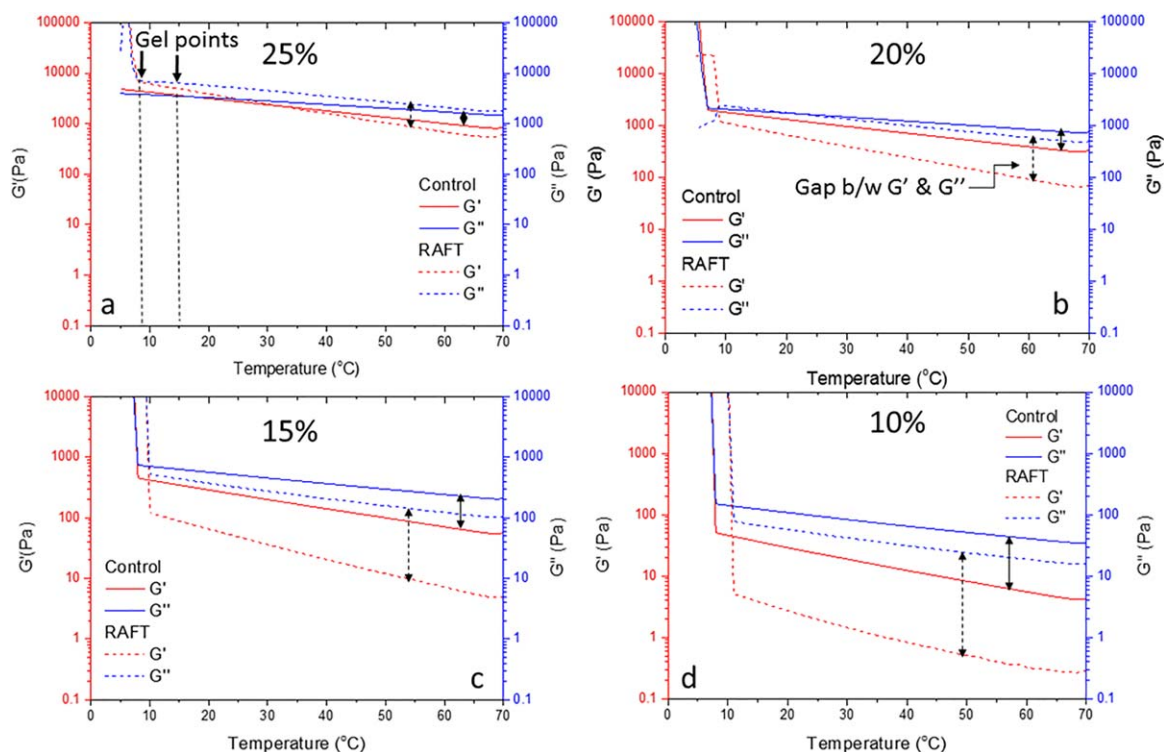 Gel points
25%
100000
10000
1000
100
10
1
0.1
G'(Pa)
Control
G'
G''
RAFT
G'
G''
a
100000
10000
1000
100
10
1
0.1
G'' (Pa)
0 10 20 30 40 50 60 70
Temperature (°C)
20%
100000
10000
1000
100
10
1
0.1
G' (Pa)
Gap b/w G' & G''
Control
G'
G''
RAFT
G'
G''
b
100000
10000
1000
100
10
1
0.1
G'' (Pa)
0 10 20 30 40 50 60 70
Temperature (°C)
15%
10000
1000
100
10
1
0.1
G'(Pa)
Control
G'
G''
RAFT
G'
G''
c
10000
1000
100
10
1
0.1
G'' (Pa)
0 10 20 30 40 50 60 70
Temperature (°C)
10%
10000
1000
100
10
1
0.1
G' (Pa)
Control
G'
G''
RAFT
G'
G''
d
10000
1000
100
10
1
0.1
G'' (Pa)
0 10 20 30 40 50 60 70
Temperature (°C)